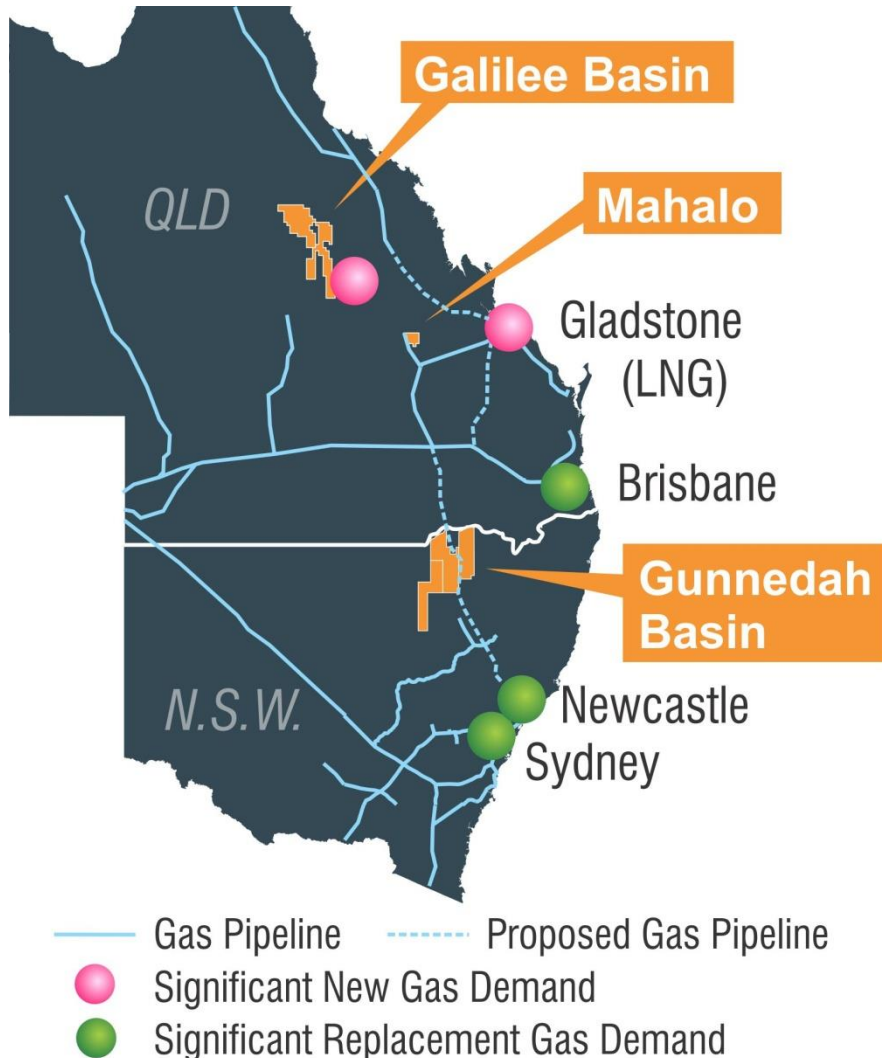 Galilee Basin
QLD
Mahalo
Gladstone
(LNG)
Brisbane
Gunnedah
Basin
N.S.W.
Newcastle
Sydney
Gas Pipeline
Proposed Gas Pipeline
Significant New Gas Demand
Significant Replacement Gas Demand